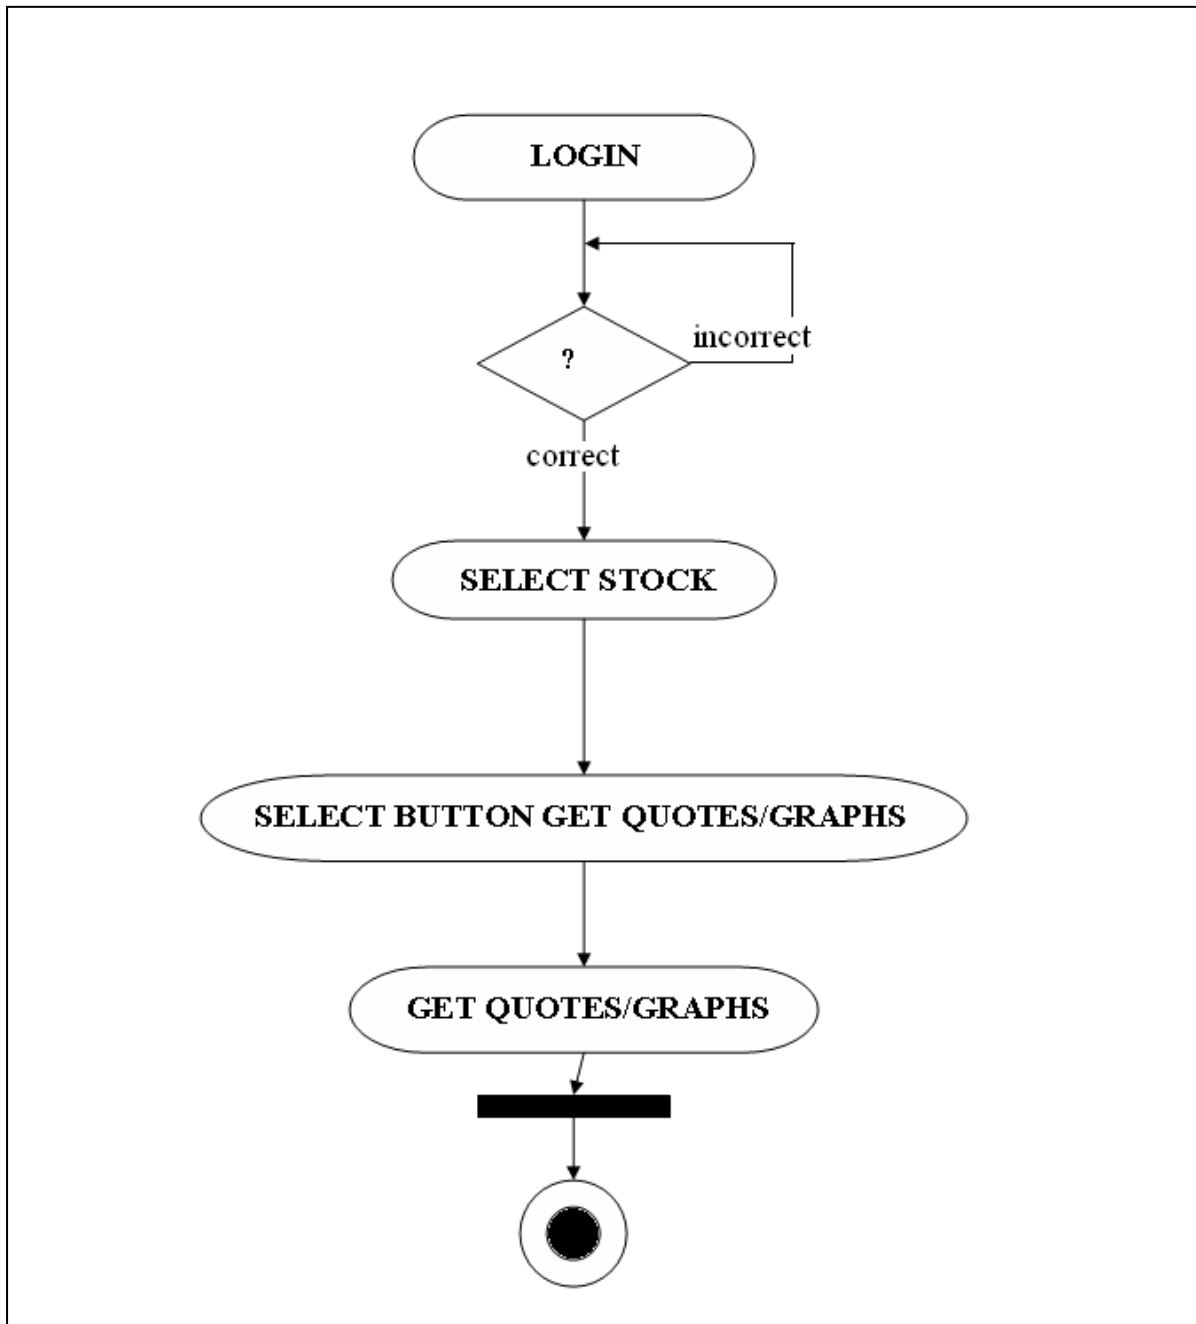 LOGIN
incorrect
?
correct
SELECT STOCK
SELECT BUTTON GET QUOTES/GRAPHS
GET QUOTES/GRAPHS